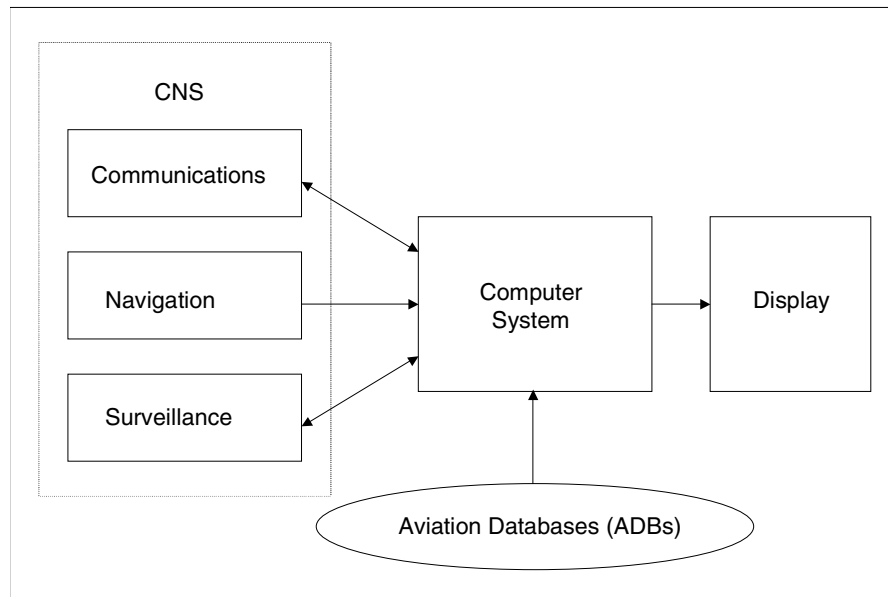 CNS
Communications
Navigation
Surveillance
Computer
System
Display
Aviation Databases (ADBs)